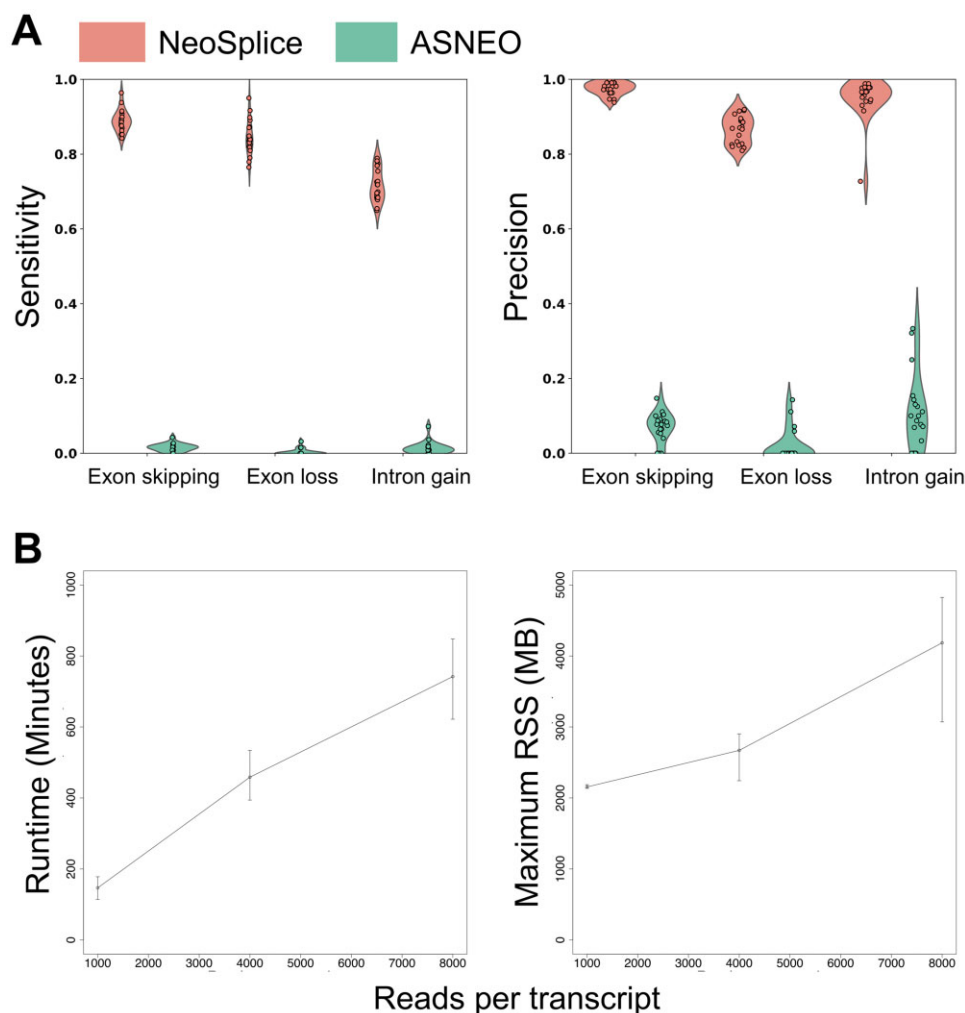 A
NeoSplice ASNEO
Sensitivity
1.0
0.8
0.6
0.4
0.2
0.0
Exon skipping Exon loss Intron gain
Precision
1.0
0.8
0.6
0.4
0.2
0.0
Exon skipping Exon loss Intron gain
B
Runtime (Minutes)
1000
800
600
400
200
0
1000 2000 3000 4000 5000 6000 7000 8000
Maximum RSS (MB)
5000
4000
3000
2000
1000
0
1000 2000 3000 4000 5000 6000 7000 8000
Reads per transcript